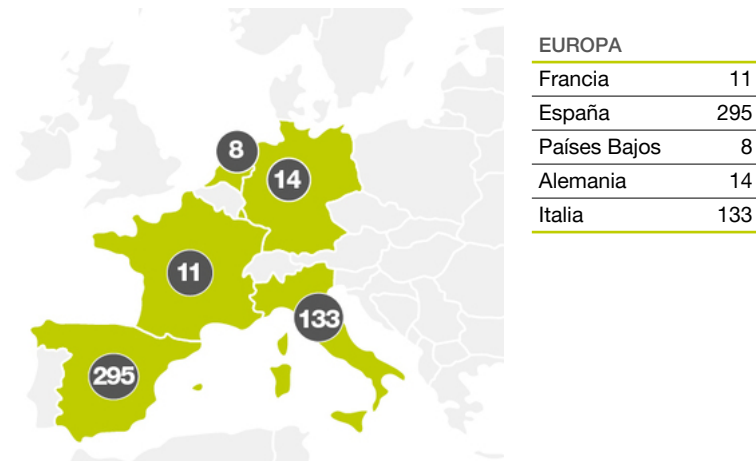 8
14
11
133
295
EUROPA
Francia 11
España 295
Países Bajos 8
Alemania 14
Italia 133